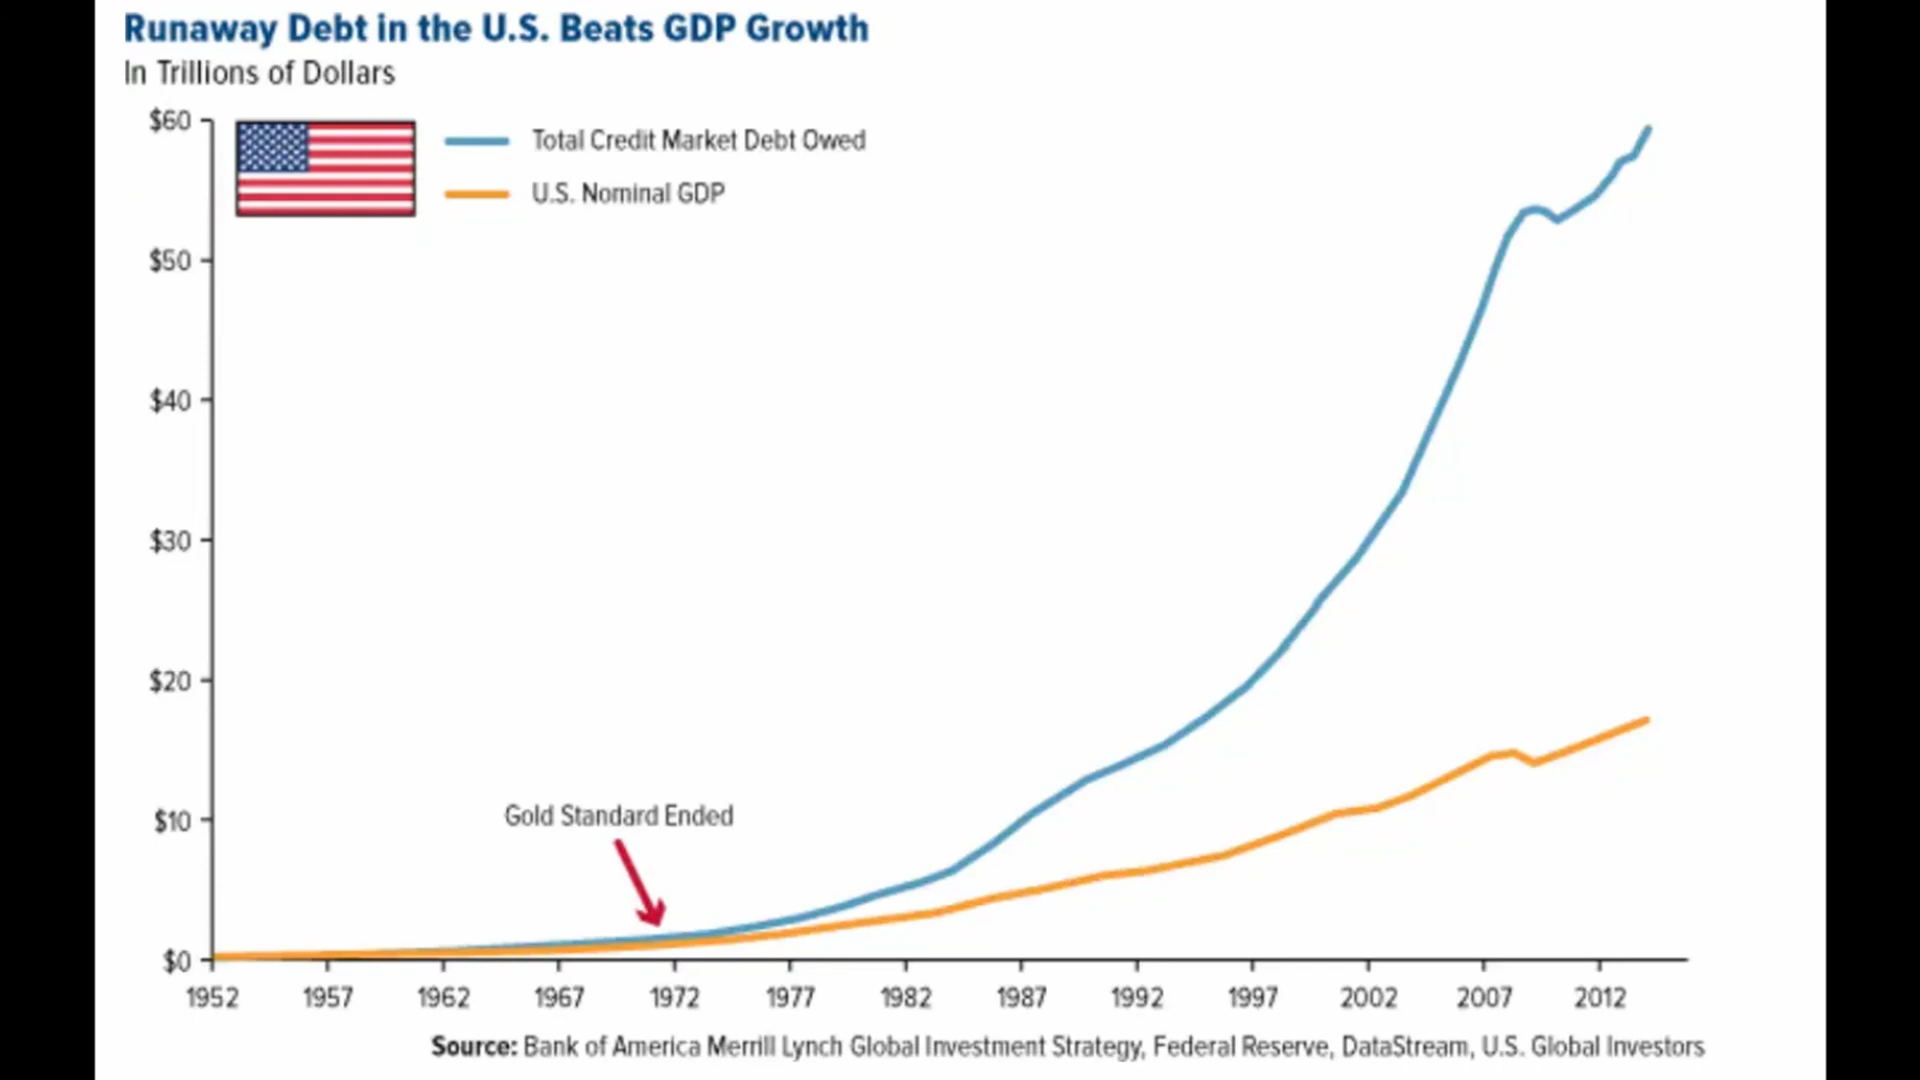 Runaway Debt in the U.S. Beats GDP Growth
In Trillions of Dollars
$60
Total Credit Market Debt Owed
U.S. Nominal GDP
$50
$40
$30
$20
$10
Gold Standard Ended
$0
1952 1957 1962 1967 1972 1977 1982 1987 1992 1997 2002 2007 2012
Source: Bank of America Merrill Lynch Global Investment Strategy, Federal Reserve, DataStream, U.S. Global Investors